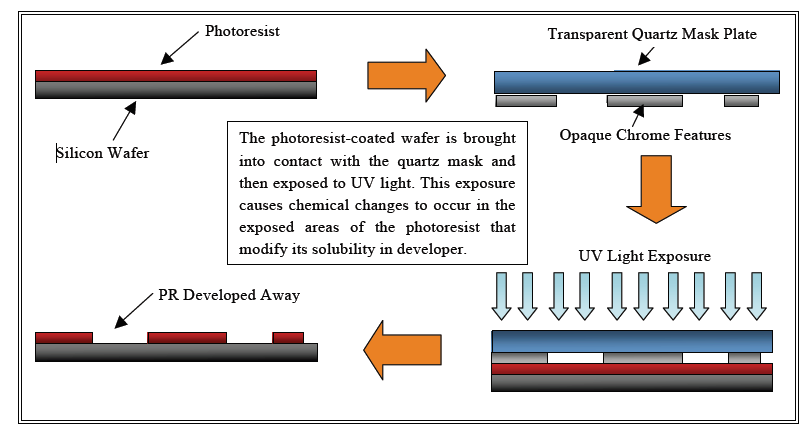 Photoresist
Transparent Quartz Mask Plate
Silicon Wafer
Opaque Chrome Features
The photoresist-coated wafer is brought
into contact with the quartz mask and
then exposed to UV light. This exposure
causes chemical changes to occur in the
exposed areas of the photoresist that
modify its solubility in developer.
UV Light Exposure
PR Developed Away